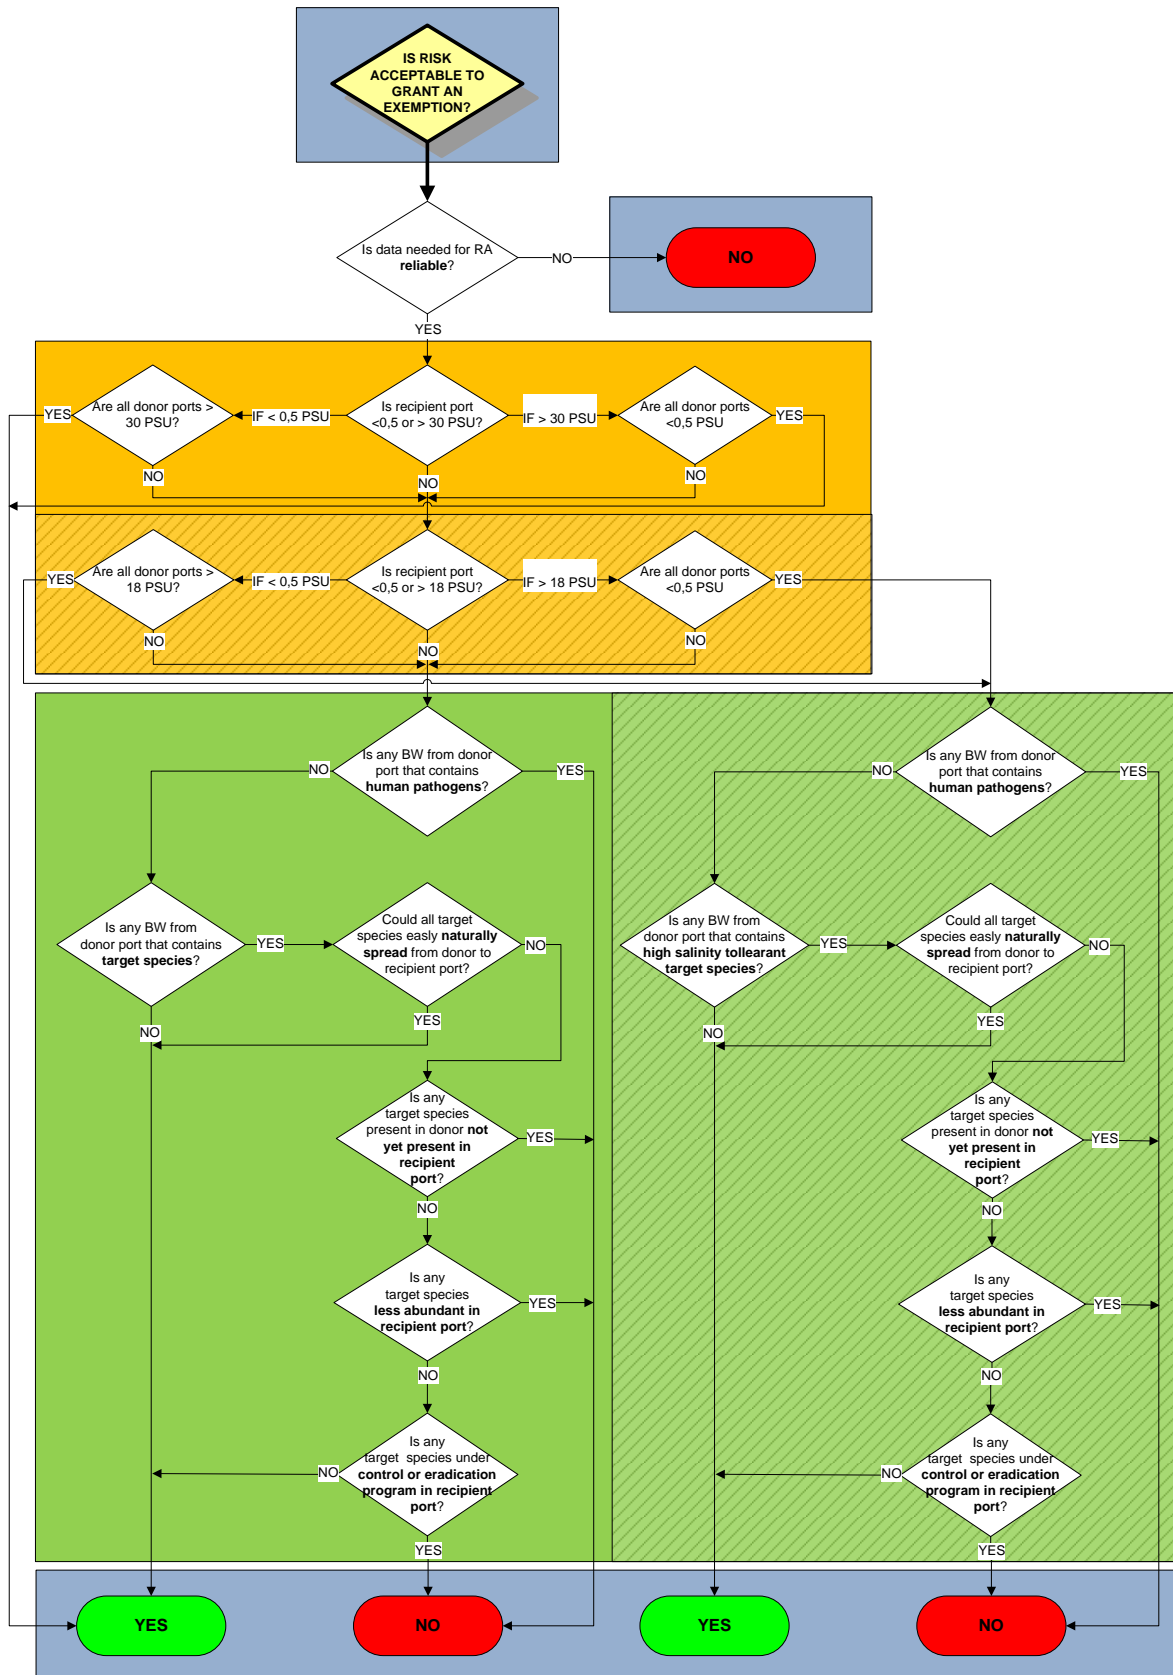 IS RISK
ACCEPTABLE TO
GRANT AN
EXEMPTION?
Is data needed for RA
reliable?
NO
NO
YES
YES
Are all donor ports >
30 PSU?
IF < 0,5 PSU
Is recipient port
<0,5 or > 30 PSU?
IF > 30 PSU
Are all donor ports
<0,5 PSU
YES
NO
NO
NO
YES
Are all donor ports >
18 PSU?
IF < 0,5 PSU
Is recipient port
<0,5 or > 18 PSU?
IF > 18 PSU
Are all donor ports
<0,5 PSU
YES
NO
NO
NO
NO
Is any BW from donor
port that contains
human pathogens?
YES
NO
Is any BW from donor
port that contains
human pathogens?
YES
Is any BW from
donor port that contains
target species?
YES
Could all target
species easly naturally
spread from donor to
recipient port?
NO
Is any BW from
donor port that contains
high salinity tollearant
target species?
YES
Could all target
species easly naturally
spread from donor to
recipient port?
NO
NO
YES
NO
YES
Is any
target species
present in donor not
yet present in
recipient
port?
YES
Is any
target species
present in donor not
yet present in
recipient
port?
YES
NO
NO
Is any
target species
less abundant in
recipient port?
YES
Is any
target species
less abundant in
recipient port?
YES
NO
NO
NO
Is any
target species under
control or eradication
program in recipient
port?
NO
Is any
target species under
control or eradication
program in recipient
port?
YES
YES
YES
NO
YES
NO